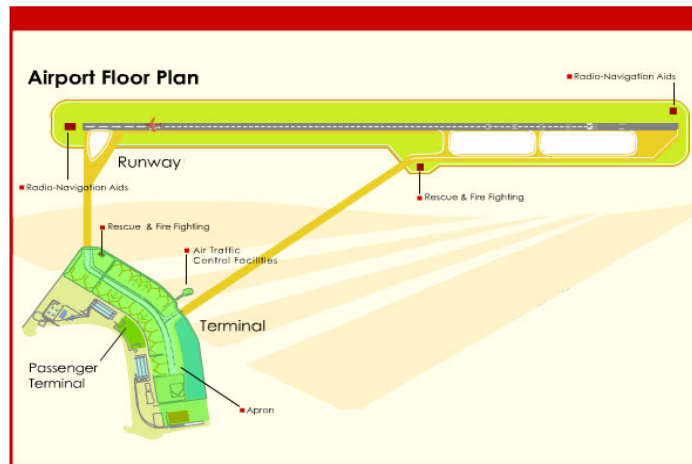 Airport Floor Plan
Radio-Navigation Aids
Runway
Radio-Navigation Aids
Rescue & Fire Fighting
Rescue & Fire Fighting
Air Traffic
Control Facilities
Terminal
Passenger
Terminal
Apron